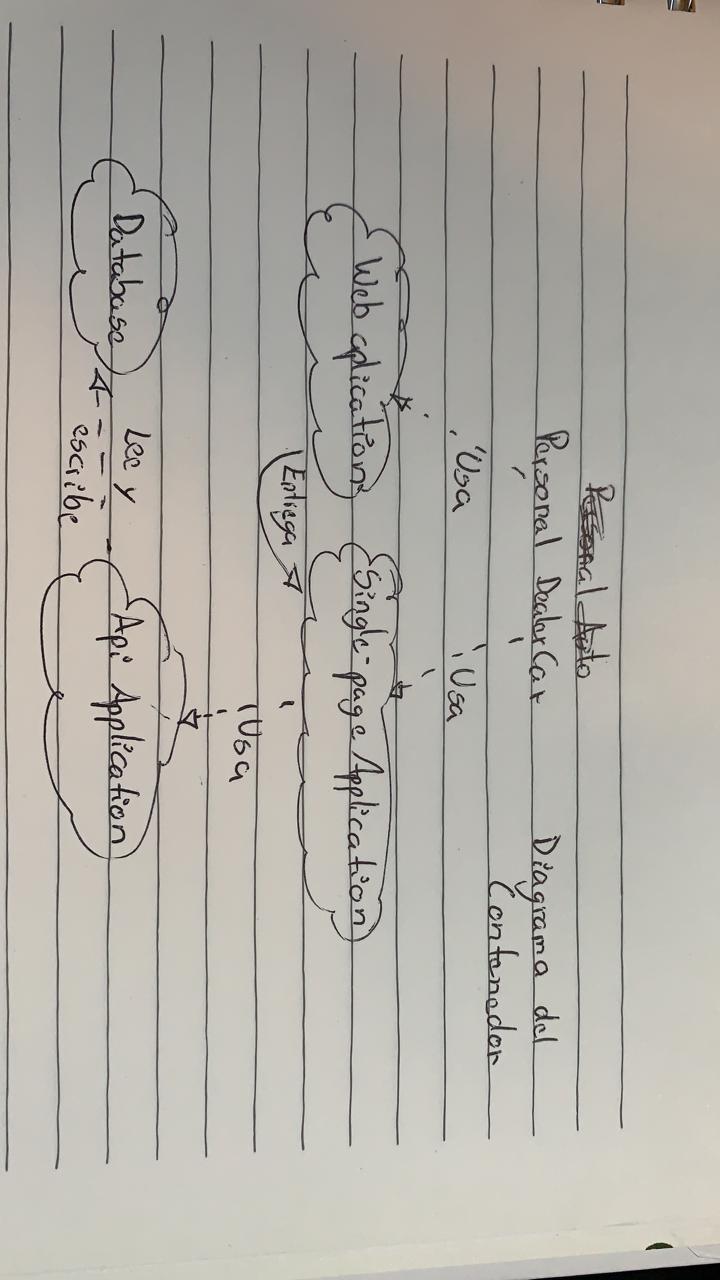 Personal Auto
Personal DealerCar
Diagrama del
Contenedor
Usa
Usa
Web aplication
Single-page Application
Entrega
Usa
Database
Lee y
escribe
Api Application